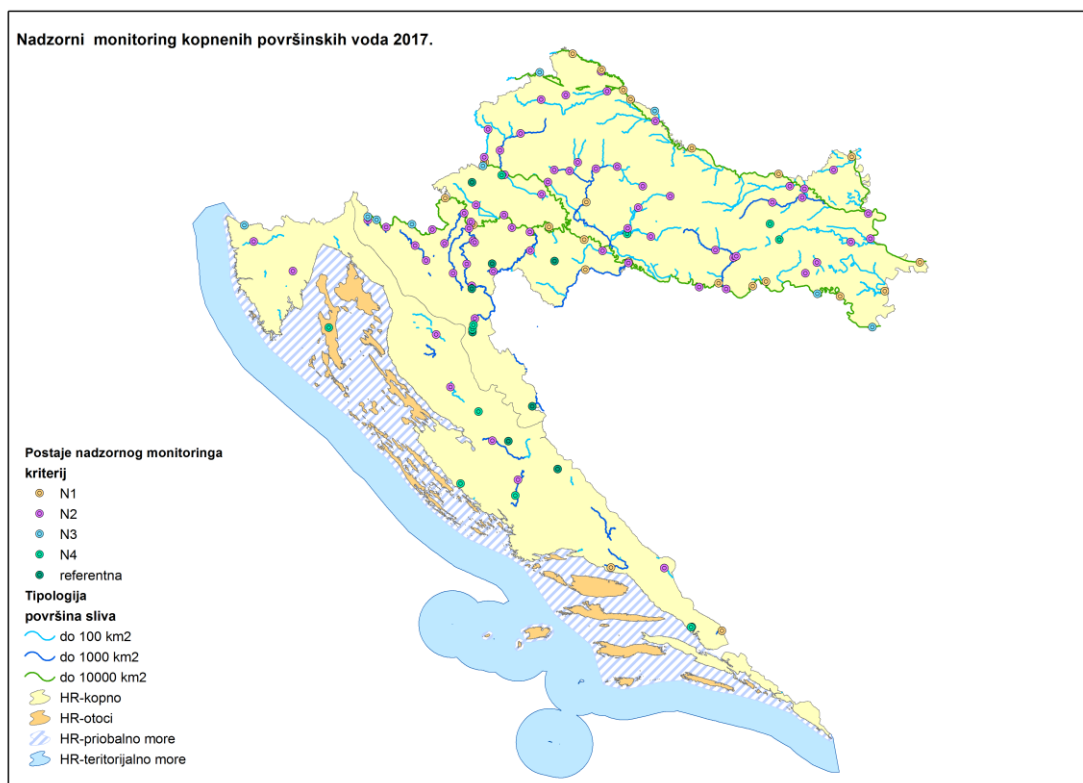 Nadzorni monitoring kopnenih površinskih voda 2017.
Postaje nadzornog monitoringa
kriterij
N1
N2
N3
N4
referentna
Tipologija
površina sliva
do 100 km2
do 1000 km2
do 10000 km2
HR-kopno
HR-otoci
HR-priobalno more
HR-teritorijalno more